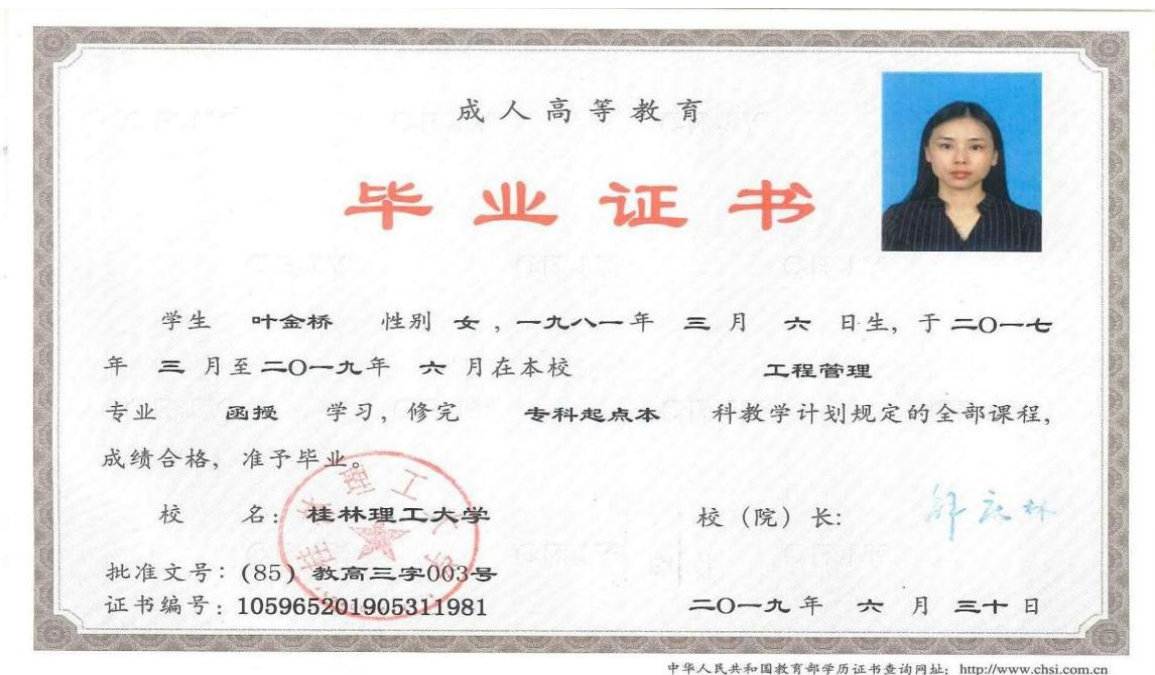 成人高等教育
毕业证书
学生 叶金桥 性别 女，一九八一年 三 月 六 日生，于二〇一七
年 三 月至二〇一九年 六 月在本校 工程管理
专业 函授 学习，修完 专科起点本 科教学计划规定的全部课程，
成绩合格，准予毕业。
校 名：桂林理工大学 校（院）长：
批准文号：(85) 教高三字003号
证书编号：105965201905311981 二〇一九年 六 月 三十日
桂林理工大学
中华人民共和国教育部学历证书查询网址：http://www.chsi.com.cn